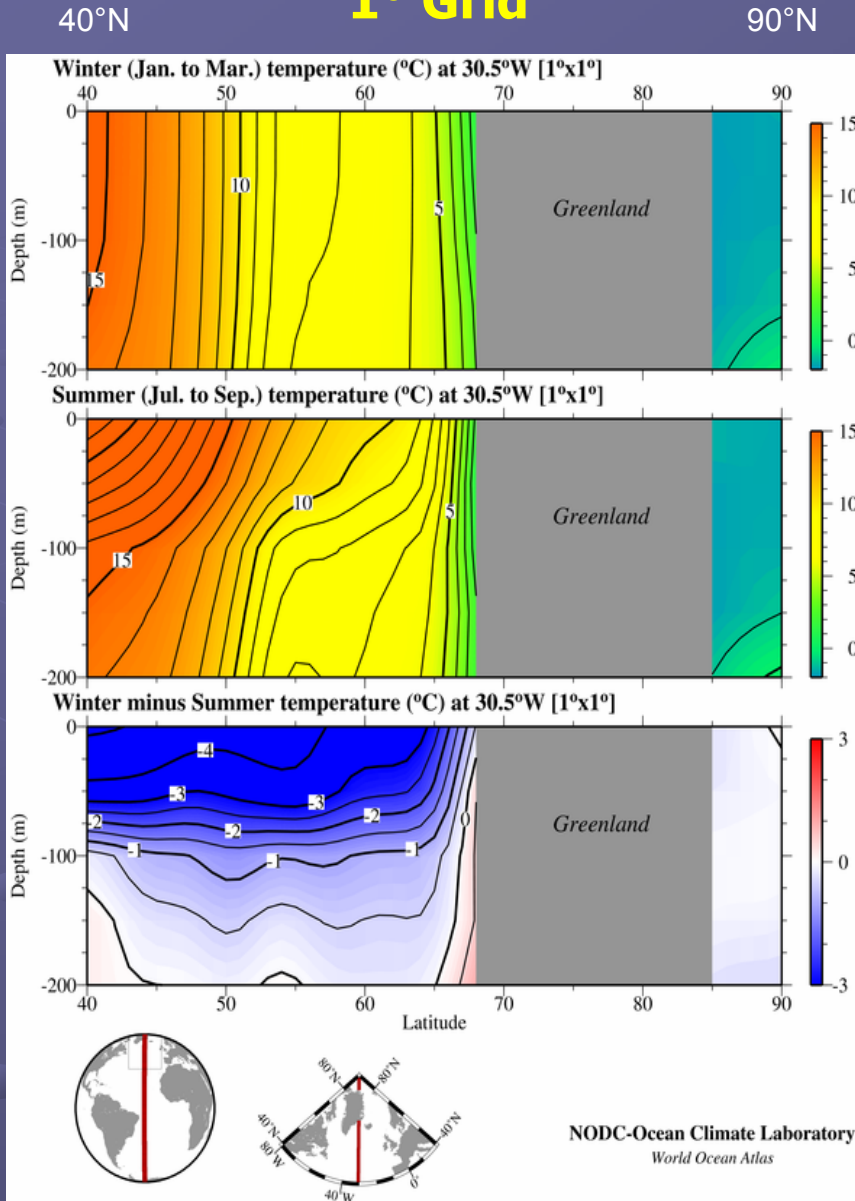 1° Grid
40°N 90°N
Winter (Jan. to Mar.) temperature (°C) at 30.5°W [1°x1°]
40 50 60 70 80 90
0
-100
-200
Depth (m)
15
10
5
Greenland
15
10
5
0
Summer (Jul. to Sep.) temperature (°C) at 30.5°W [1°x1°]
0
-100
-200
Depth (m)
15
10
5
Greenland
15
10
5
0
Winter minus Summer temperature (°C) at 30.5°W [1°x1°]
0
-100
-200
Depth (m)
-4
-3
-3
-2
-2
-2
-1
-1
-1
0
Greenland
3
0
-3
40 50 60 70 80 90
Latitude
80°N
80°N
40°N
40°N
80°W
40°W
0°
NODC-Ocean Climate Laboratory
World Ocean Atlas